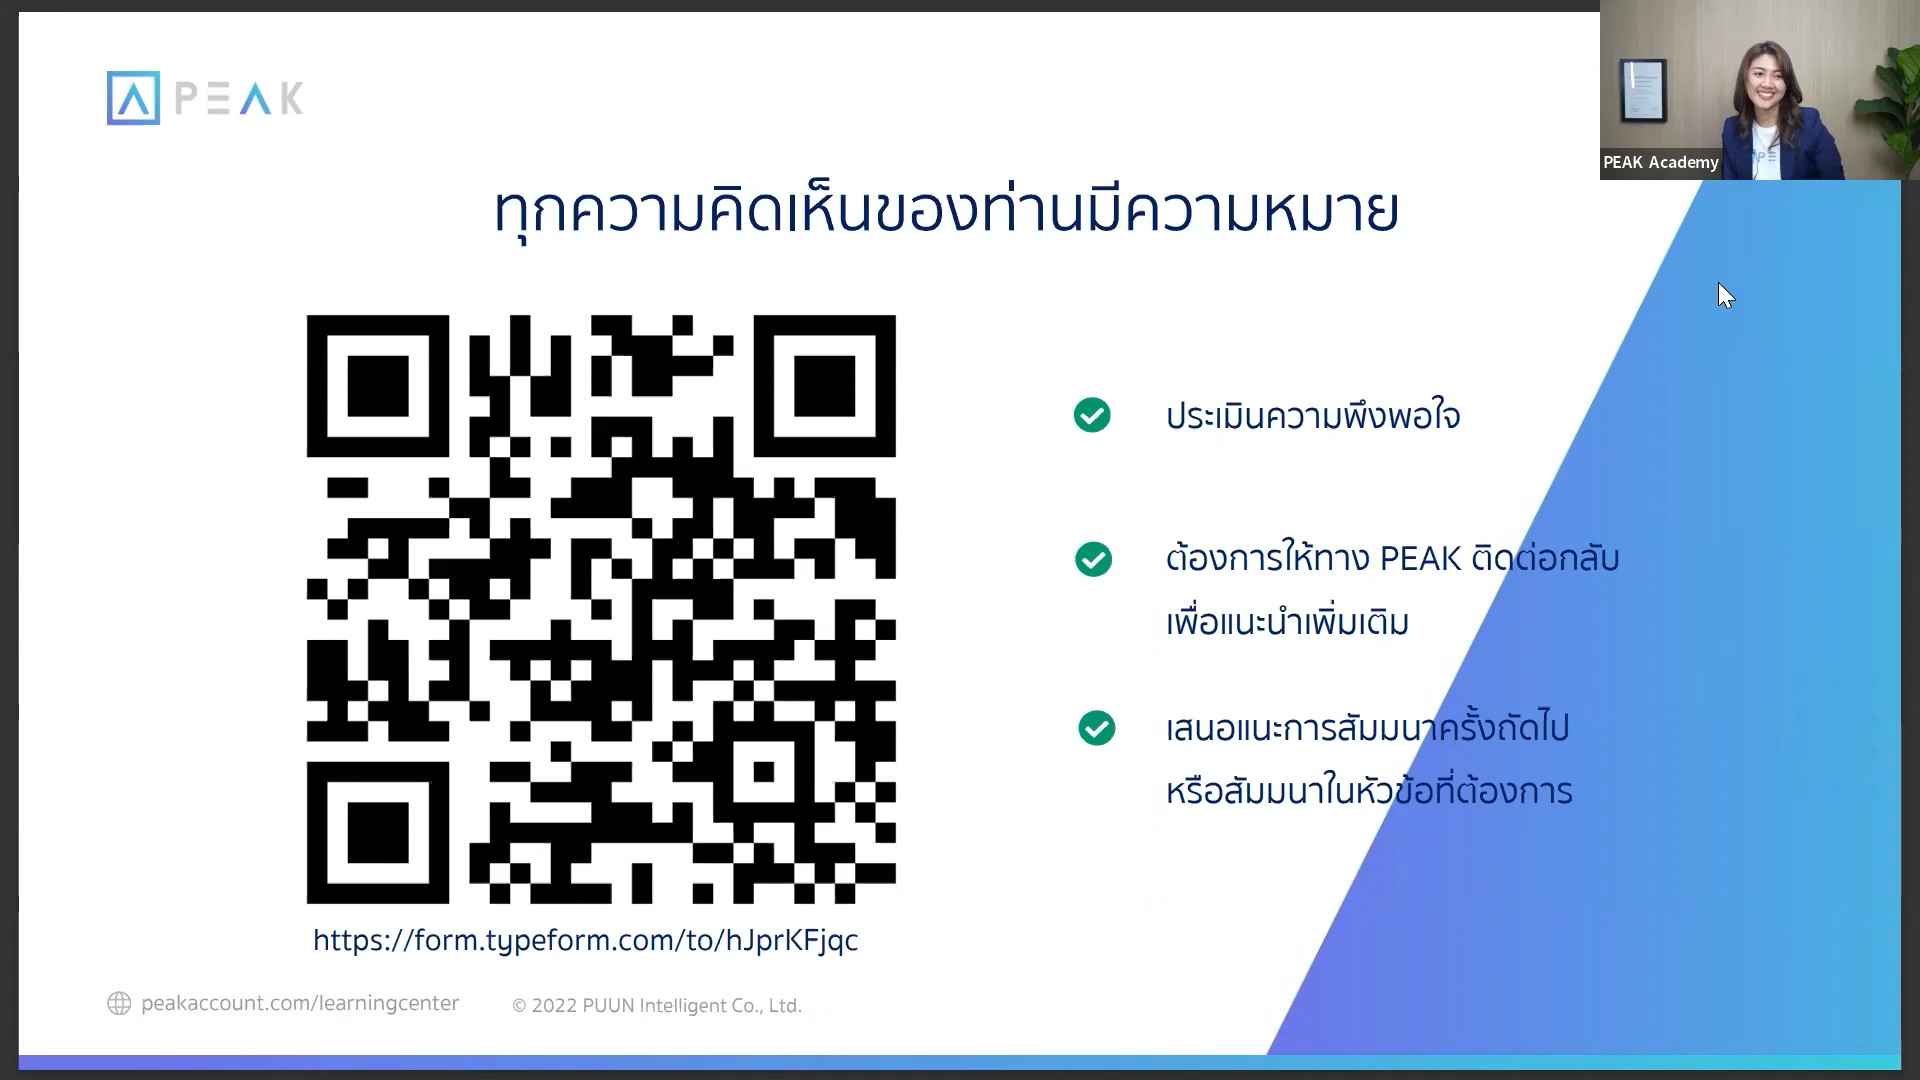 PEAK
PEAK Academy
ทุกความคิดเห็นของท่านมีความหมาย
ประเมินความพึงพอใจ
ต้องการให้ทาง PEAK ติดต่อกลับ
เพื่อแนะนำเพิ่มเติม
เสนอแนะการสัมมนาครั้งถัดไป
หรือสัมมนาในหัวข้อที่ต้องการ
https://form.typeform.com/to/hJprKFjqc
peakaccount.com/learningcenter
© 2022 PUUN Intelligent Co., Ltd.